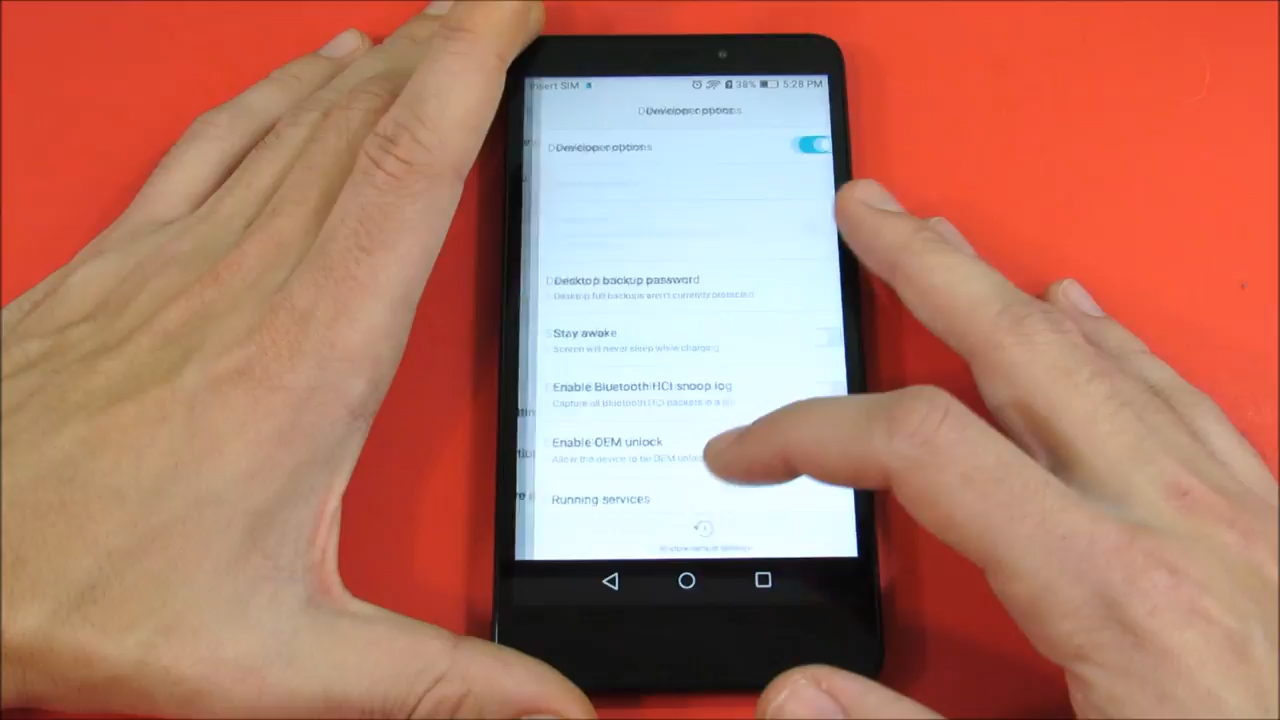 Insert SIM 38% 5:28 PM
Developer options
Developer options
Desktop backup password
Desktop full backups aren't currently protected
Stay awake
Screen will never sleep while charging
Enable Bluetooth HCI snoop log
Capture all bluetooth HCI packets in a
Enable OEM unlock
Allow the device to be OEM unlo
Running services